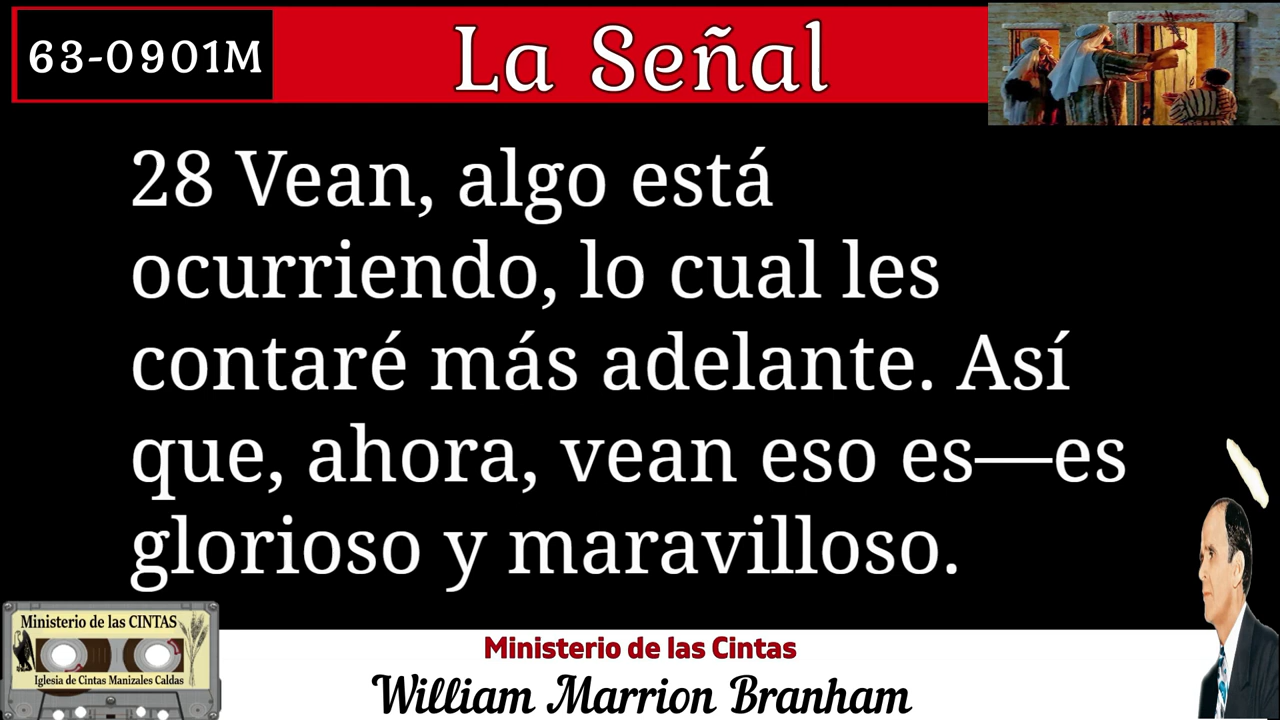 63-0901M
La Señal
28 Vean, algo está
ocurriendo, lo cual les
contaré más adelante. Así
que, ahora, vean eso es—es
glorioso y maravilloso.
Ministerio de las CINTAS
Iglesia de Cintas Manizales Caldas
Ministerio de las Cintas
William Marrion Branham